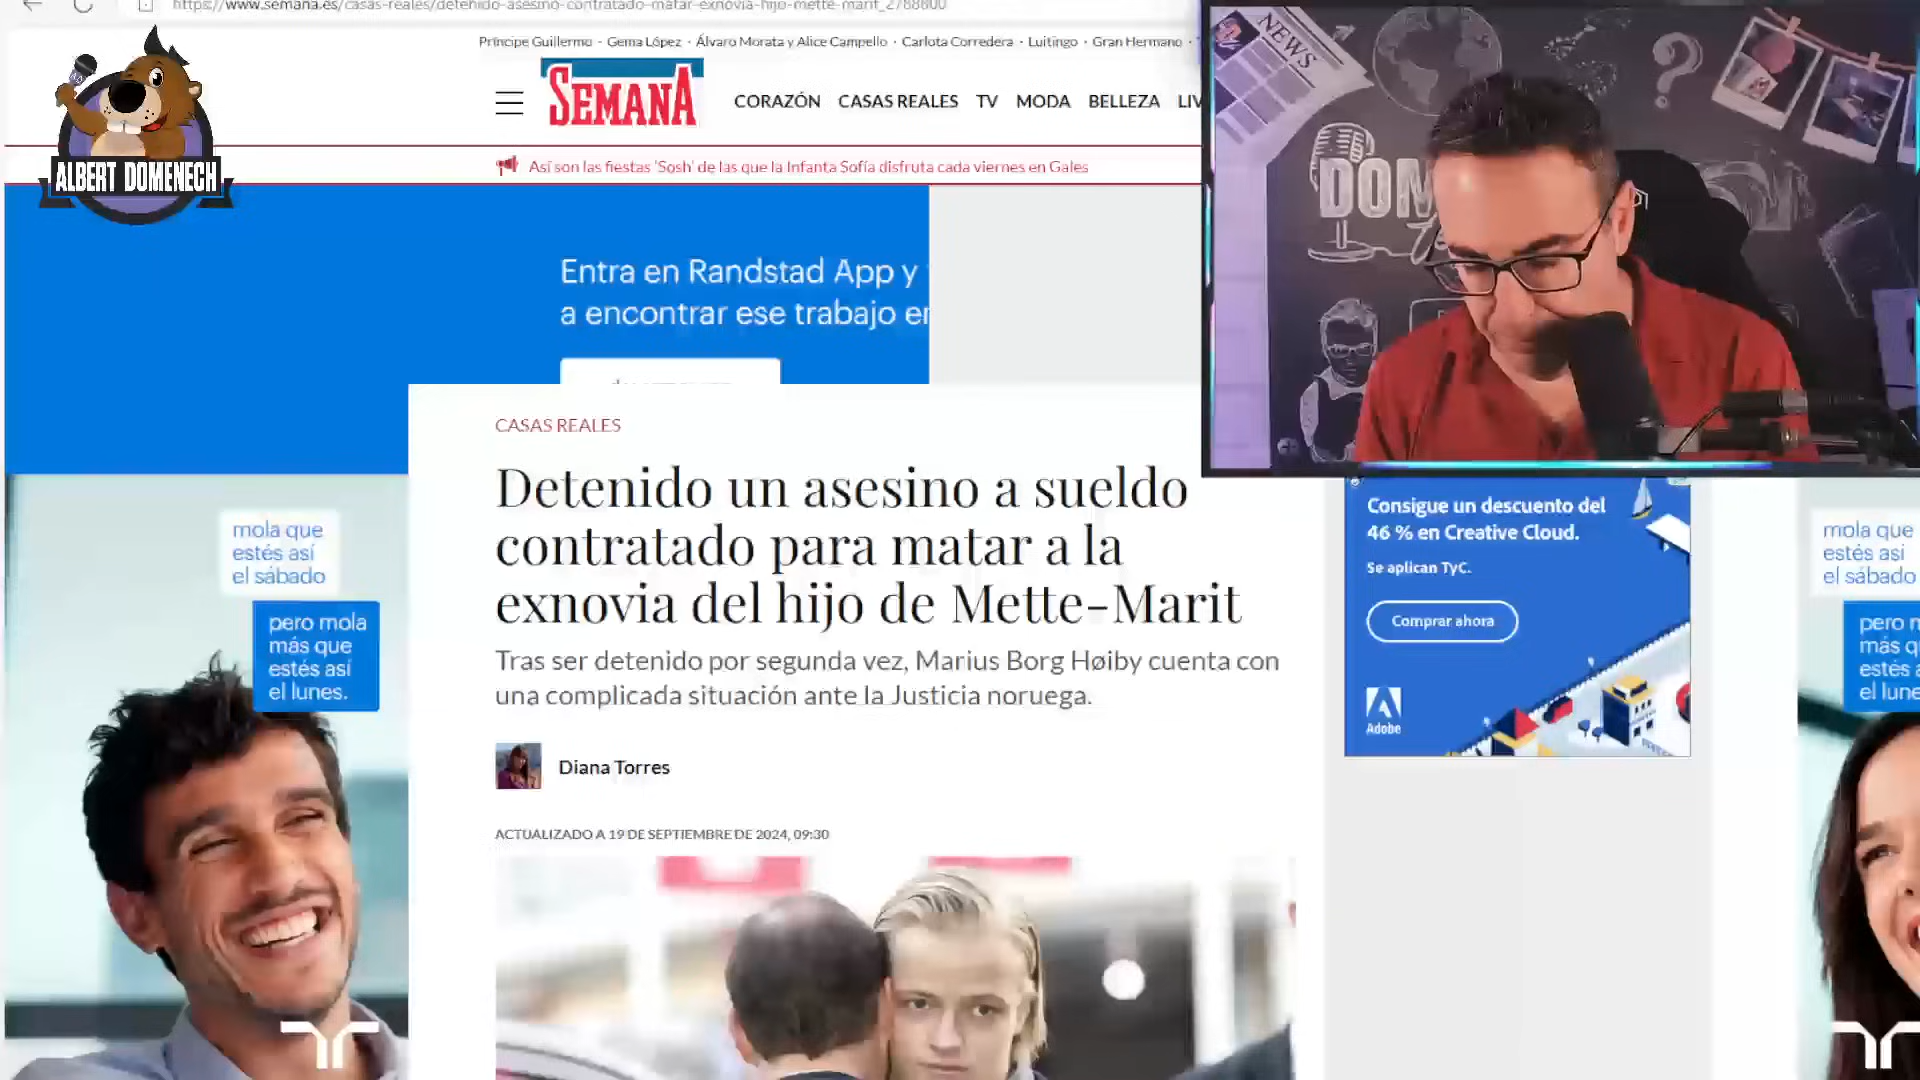 https://www.semana.es/casas-reales/detenido-asesino-contratado-matar-exnovia-hijo-mette-marit_2788800
Príncipe Guillermo - Gema López - Álvaro Morata y Alice Campello - Carlota Corredera - Luitingo - Gran Hermano -
SEMANA
CORAZÓN CASAS REALES TV MODA BELLEZA LIV
Así son las fiestas 'Sosh' de las que la Infanta Sofía disfruta cada viernes en Gales
ALBERT DOMENECH
NEWS
DOM
Entra en Randstad App y
a encontrar ese trabajo en
CASAS REALES
Detenido un asesino a sueldo
contratado para matar a la
exnovia del hijo de Mette-Marit
Tras ser detenido por segunda vez, Marius Borg Høiby cuenta con
una complicada situación ante la Justicia noruega.
Diana Torres
ACTUALIZADO A 19 DE SEPTIEMBRE DE 2024, 09:30
mola que
estés así
el sábado
pero mola
más que
estés así
el lunes.
Consigue un descuento del
46 % en Creative Cloud.
Se aplican TyC.
Comprar ahora
Adobe
mola que
estés así
el sábado
pero m
más q
estés a
el lune